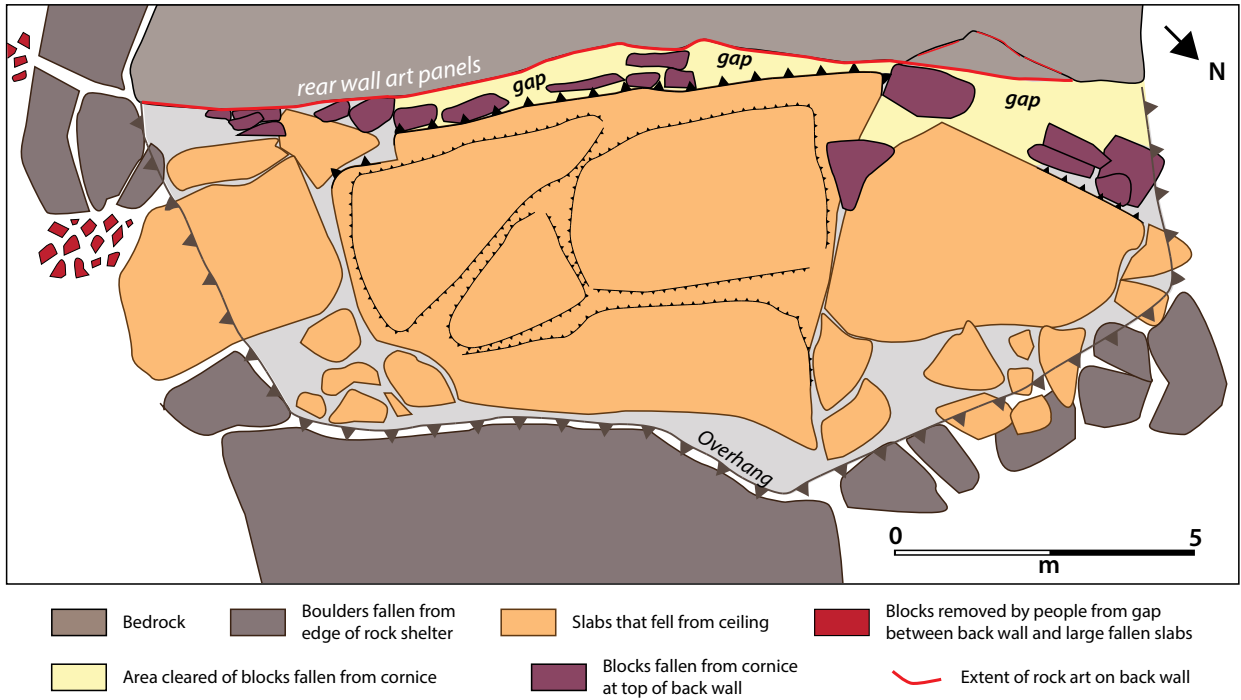 rear wall art panels
gap
gap
gap
N
Overhang
0
5
m
Bedrock
Boulders fallen from
edge of rock shelter
Slabs that fell from ceiling
Blocks removed by people from gap
between back wall and large fallen slabs
Area cleared of blocks fallen from cornice
Blocks fallen from cornice
at top of back wall
Extent of rock art on back wall